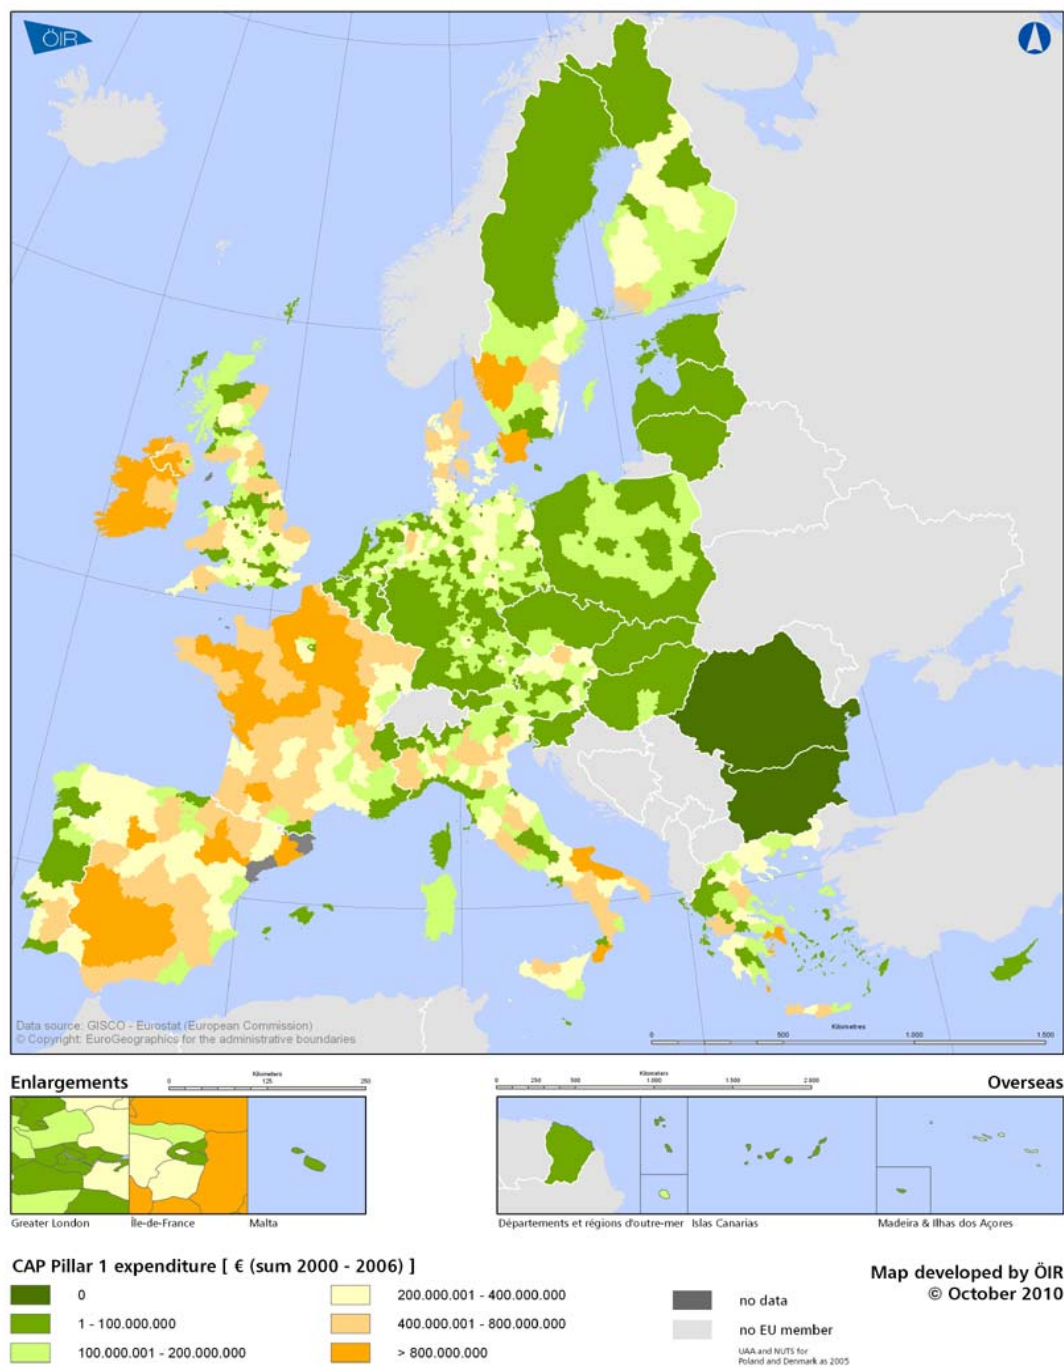 ÖIR
Data source: GISCO - Eurostat (European Commission)
© Copyright: EuroGeographics for the administrative boundaries
Kilometres
0 500 1.000 1.500
Enlargements
Kilometers
0 125 250
Kilometers
0 250 500 1.000 1.500 2.000
Overseas
Greater London
Île-de-France
Malta
Départements et régions d'outre-mer
Islas Canarias
Madeira & Ilhas dos Açores
CAP Pillar 1 expenditure [ € (sum 2000 - 2006) ]
0
1 - 100.000.000
100.000.001 - 200.000.000
200.000.001 - 400.000.000
400.000.001 - 800.000.000
> 800.000.000
no data
no EU member
UAA and NUTS for
Poland and Denmark as 2005
Map developed by ÖIR
© October 2010